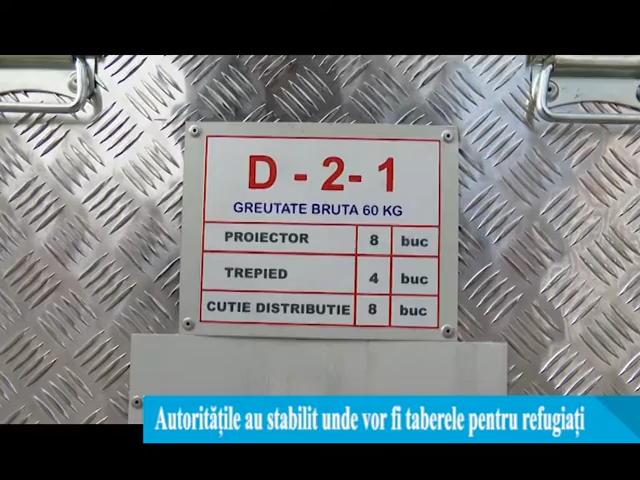 D - 2- 1
GREUTATE BRUTA 60 KG
PROIECTOR 8 buc
TREPIED 4 buc
CUTIE DISTRIBUTIE 8 buc
Autoritățile au stabilit unde vor fi taberele pentru refugiați